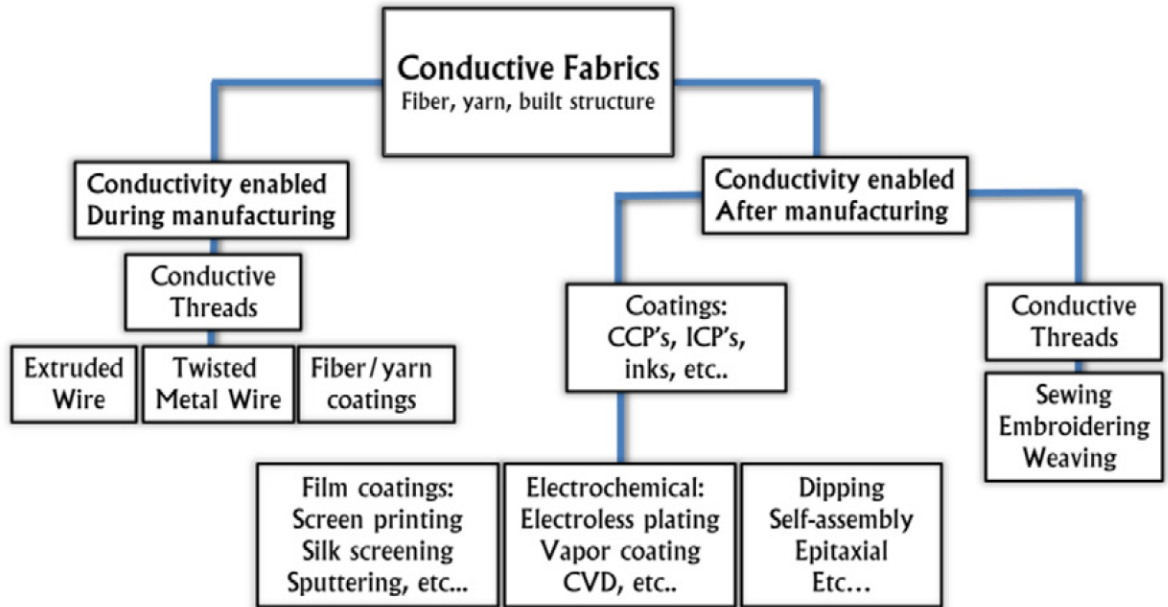 Conductive Fabrics
Fiber, yarn, built structure
Conductivity enabled
During manufacturing
Conductive
Threads
Extruded
Wire
Twisted
Metal Wire
Fiber/yarn
coatings
Conductivity enabled
After manufacturing
Coatings:
CCP's, ICP's,
inks, etc..
Film coatings:
Screen printing
Silk screening
Sputtering, etc...
Electrochemical:
Electroless plating
Vapor coating
CVD, etc..
Dipping
Self-assembly
Epitaxial
Etc...
Conductive
Threads
Sewing
Embroidering
Weaving